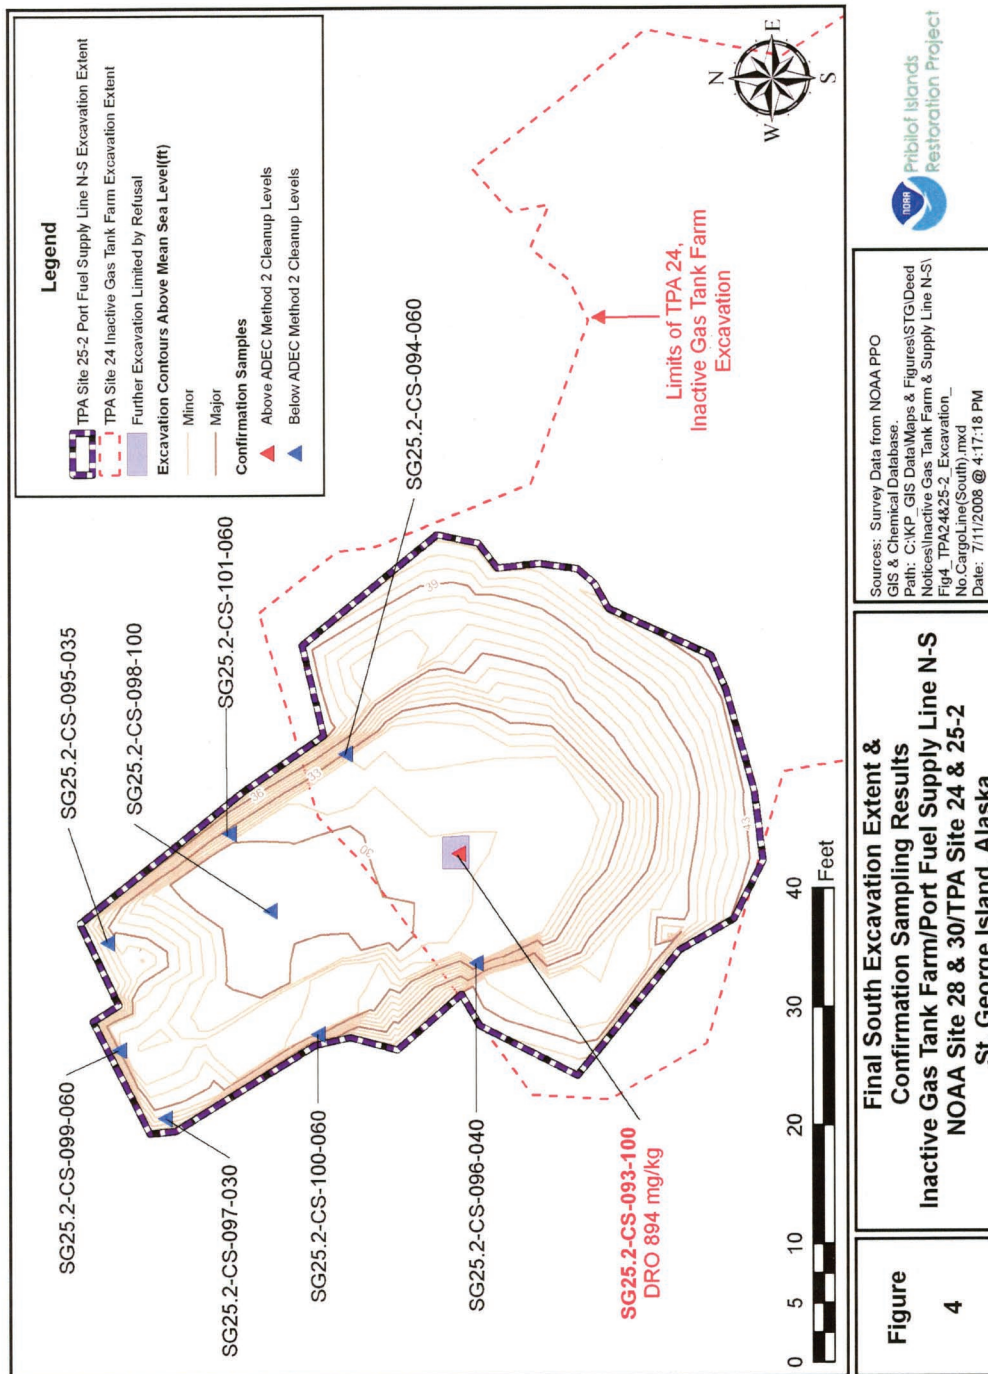 Legend
TPA Site 25-2 Port Fuel Supply Line N-S Excavation Extent
TPA Site 24 Inactive Gas Tank Farm Excavation Extent
Further Excavation Limited by Refusal
Excavation Contours Above Mean Sea Level(ft)
Minor
Major
Confirmation Samples
Above ADEC Method 2 Cleanup Levels
Below ADEC Method 2 Cleanup Levels
SG25.2-CS-099-060
SG25.2-CS-095-035
SG25.2-CS-098-100
SG25.2-CS-101-060
SG25.2-CS-097-030
SG25.2-CS-100-060
SG25.2-CS-094-060
SG25.2-CS-096-040
SG25.2-CS-093-100
DRO 894 mg/kg
36
33
30
39
43
Limits of TPA 24,
Inactive Gas Tank Farm
Excavation
N
E
S
W
0
5
10
20
30
40
Feet
Figure
4
Final South Excavation Extent &
Confirmation Sampling Results
Inactive Gas Tank Farm/Port Fuel Supply Line N-S
NOAA Site 28 & 30/TPA Site 24 & 25-2
St. George Island, Alaska
Sources: Survey Data from NOAA PPO
GIS & Chemical Database.
Path: C:\KP_GIS Data\Maps & Figures\STG\Deed
Notices\Inactive Gas Tank Farm & Supply Line N-S\
Fig4_TPA24&25-2_Excavation_
No.CargoLine(South).mxd
Date: 7/11/2008 @ 4:17:18 PM
NOAA
Pribilof Islands
Restoration Project